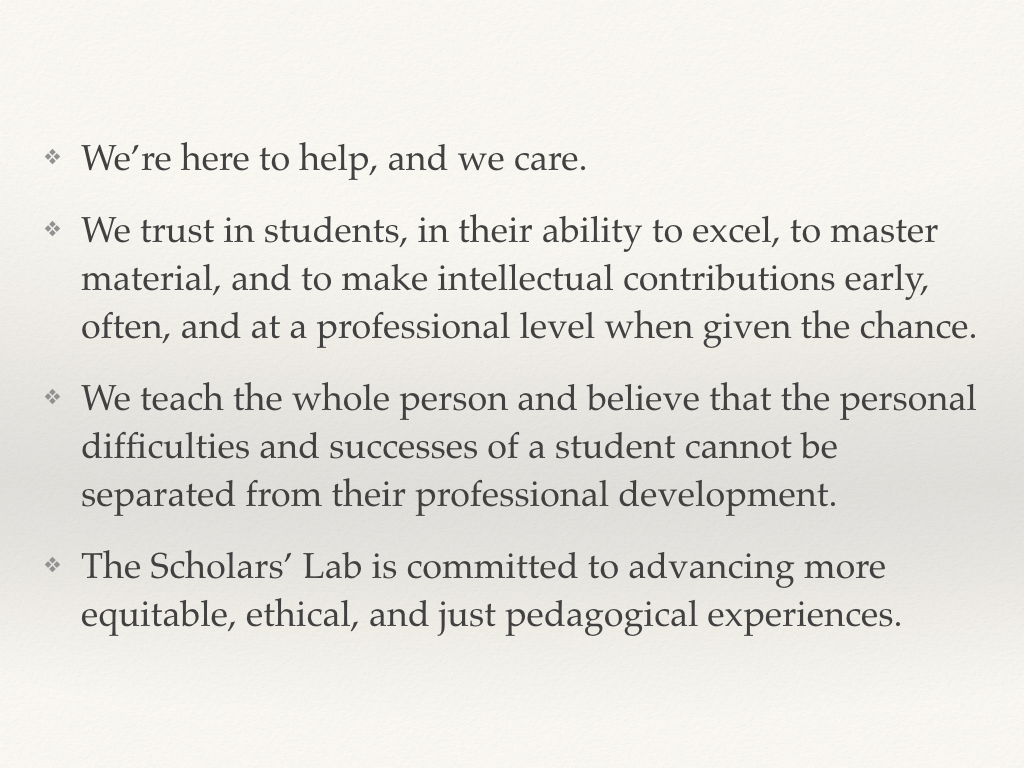 ❖ We’re here to help, and we care.
❖ We trust in students, in their ability to excel, to master
material, and to make intellectual contributions early,
often, and at a professional level when given the chance.
❖ We teach the whole person and believe that the personal
difficulties and successes of a student cannot be
separated from their professional development.
❖ The Scholars’ Lab is committed to advancing more
equitable, ethical, and just pedagogical experiences.